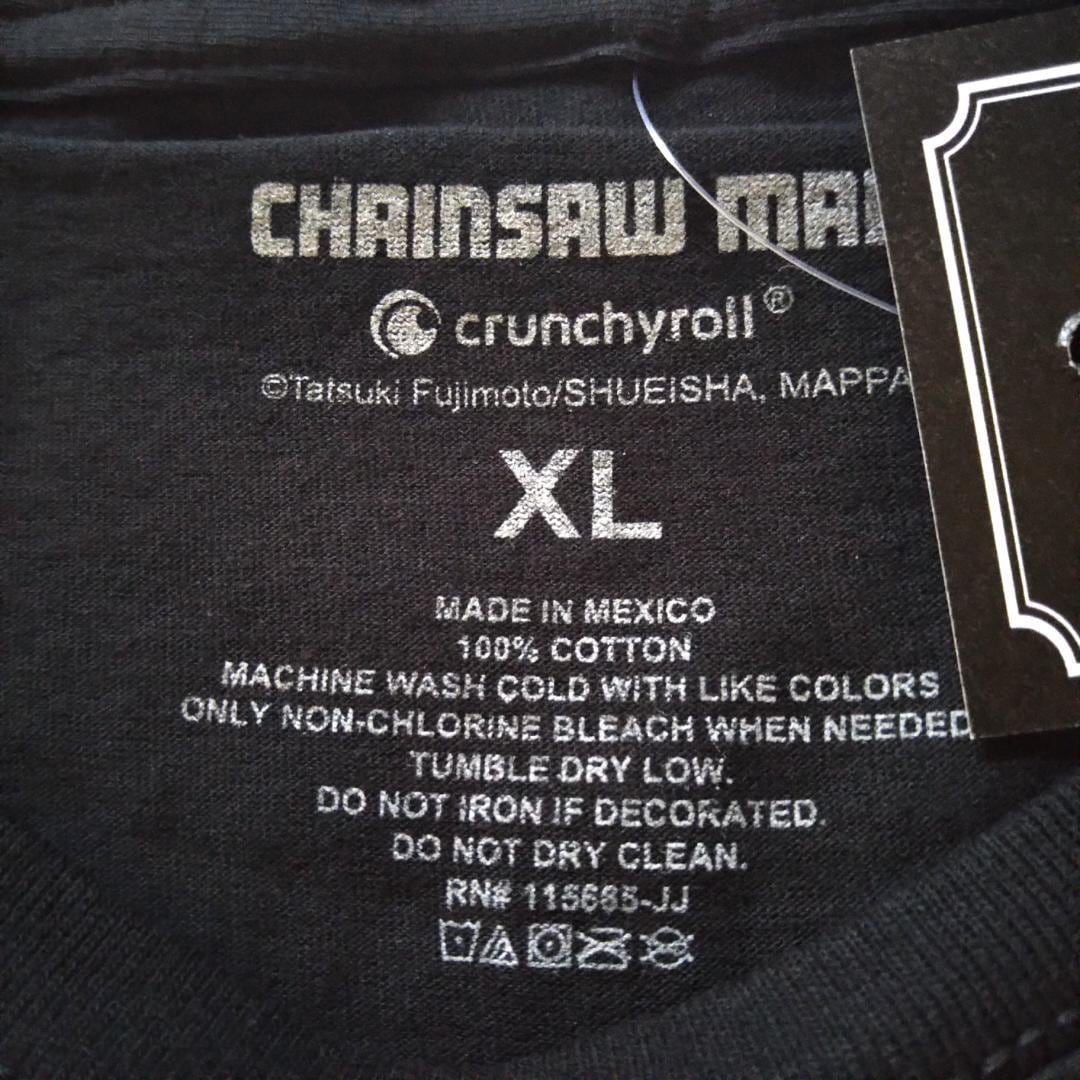 CHAINSAW MA
crunchyroll®
©Tatsuki Fujimoto/SHUEISHA, MAPPA
XL
MADE IN MEXICO
100% COTTON
MACHINE WASH COLD WITH LIKE COLORS
ONLY NON-CHLORINE BLEACH WHEN NEEDED
TUMBLE DRY LOW.
DO NOT IRON IF DECORATED.
DO NOT DRY CLEAN.
RN# 115665-JJ